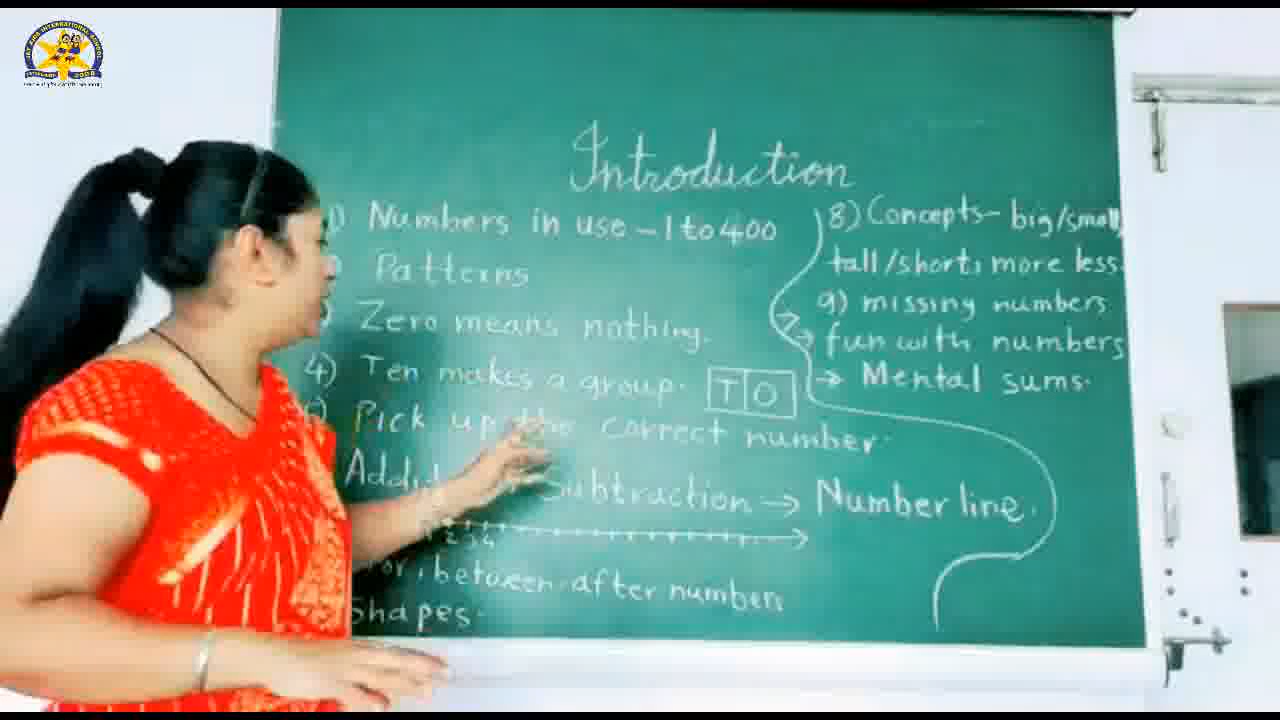 Introduction
1) Numbers in use - 1 to 400
Patterns
Zero means nothing.
4) Ten makes a group. T O
Pick up the correct number.
Subtraction → Number line.
between, after numbers
Shapes.
8) Concepts - big/small,
tall/short, more less.
9) missing numbers
→ fun with numbers
→ Mental sums.